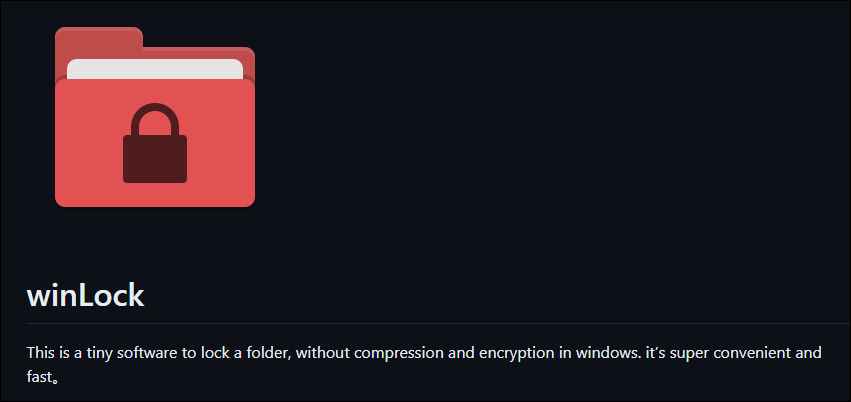 winLock
This is a tiny software to lock a folder, without compression and encryption in windows. it's super convenient and
fast。